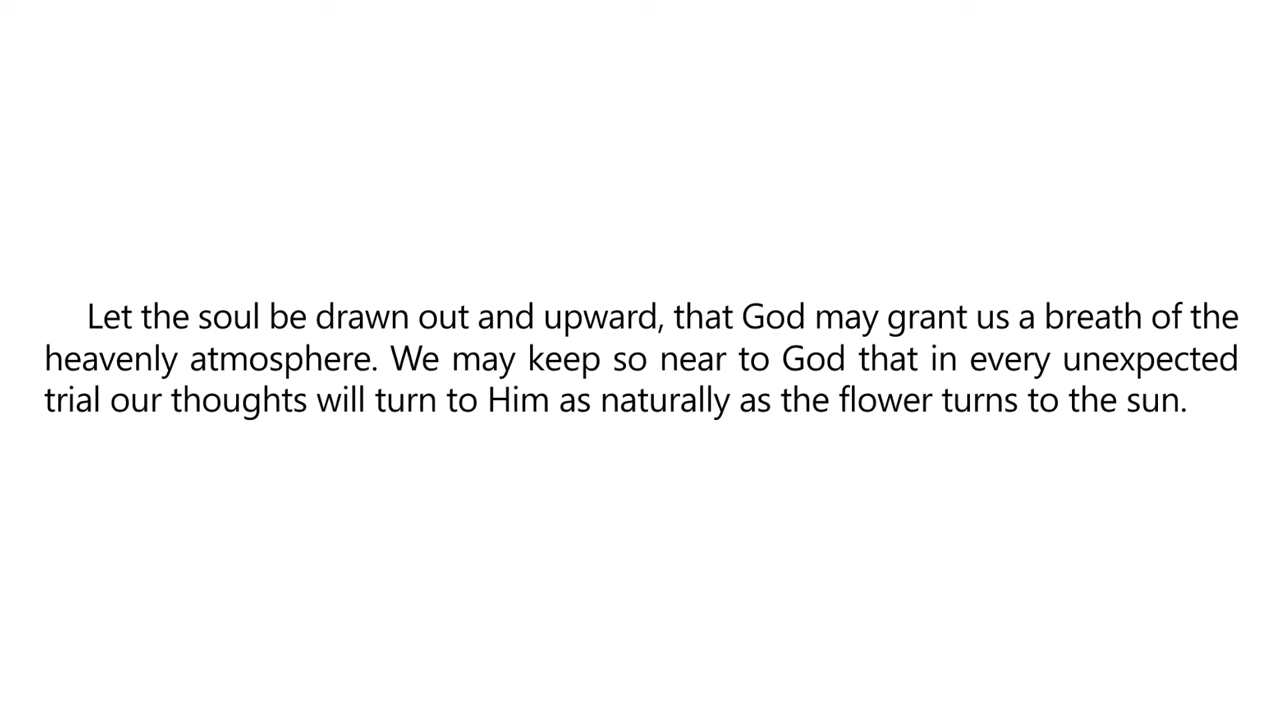 Let the soul be drawn out and upward, that God may grant us a breath of the
heavenly atmosphere. We may keep so near to God that in every unexpected
trial our thoughts will turn to Him as naturally as the flower turns to the sun.